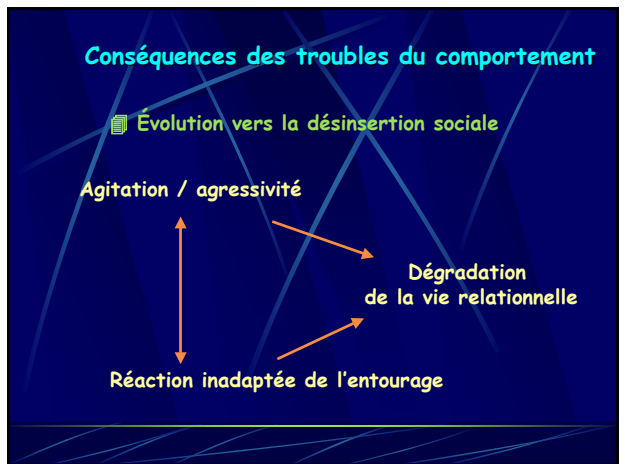 Conséquences des troubles du comportement
Évolution vers la désinsertion sociale
Agitation / agressivité
Dégradation
de la vie relationnelle
Réaction inadaptée de l’entourage